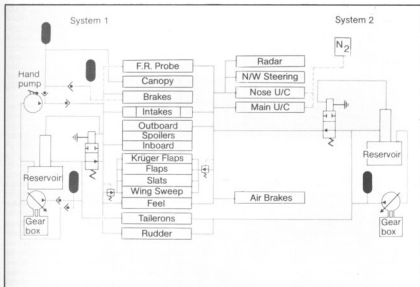 System 1
System 2
N2
Hand
pump
F.R. Probe
Canopy
Brakes
Intakes
Outboard
Spoilers
Inboard
Krüger Flaps
Flaps
Slats
Wing Sweep
Feel
Tailerons
Rudder
Radar
N/W Steering
Nose U/C
Main U/C
Air Brakes
Reservoir
Gear
box
Reservoir
Gear
box